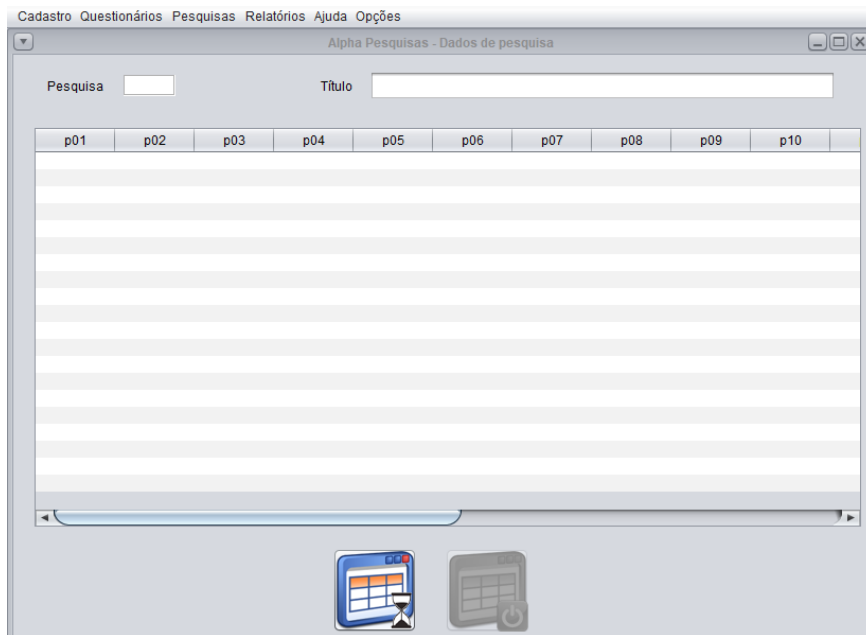 Cadastro Questionários Pesquisas Relatórios Ajuda Opções
Alpha Pesquisas - Dados de pesquisa
Pesquisa Título
p01 p02 p03 p04 p05 p06 p07 p08 p09 p10